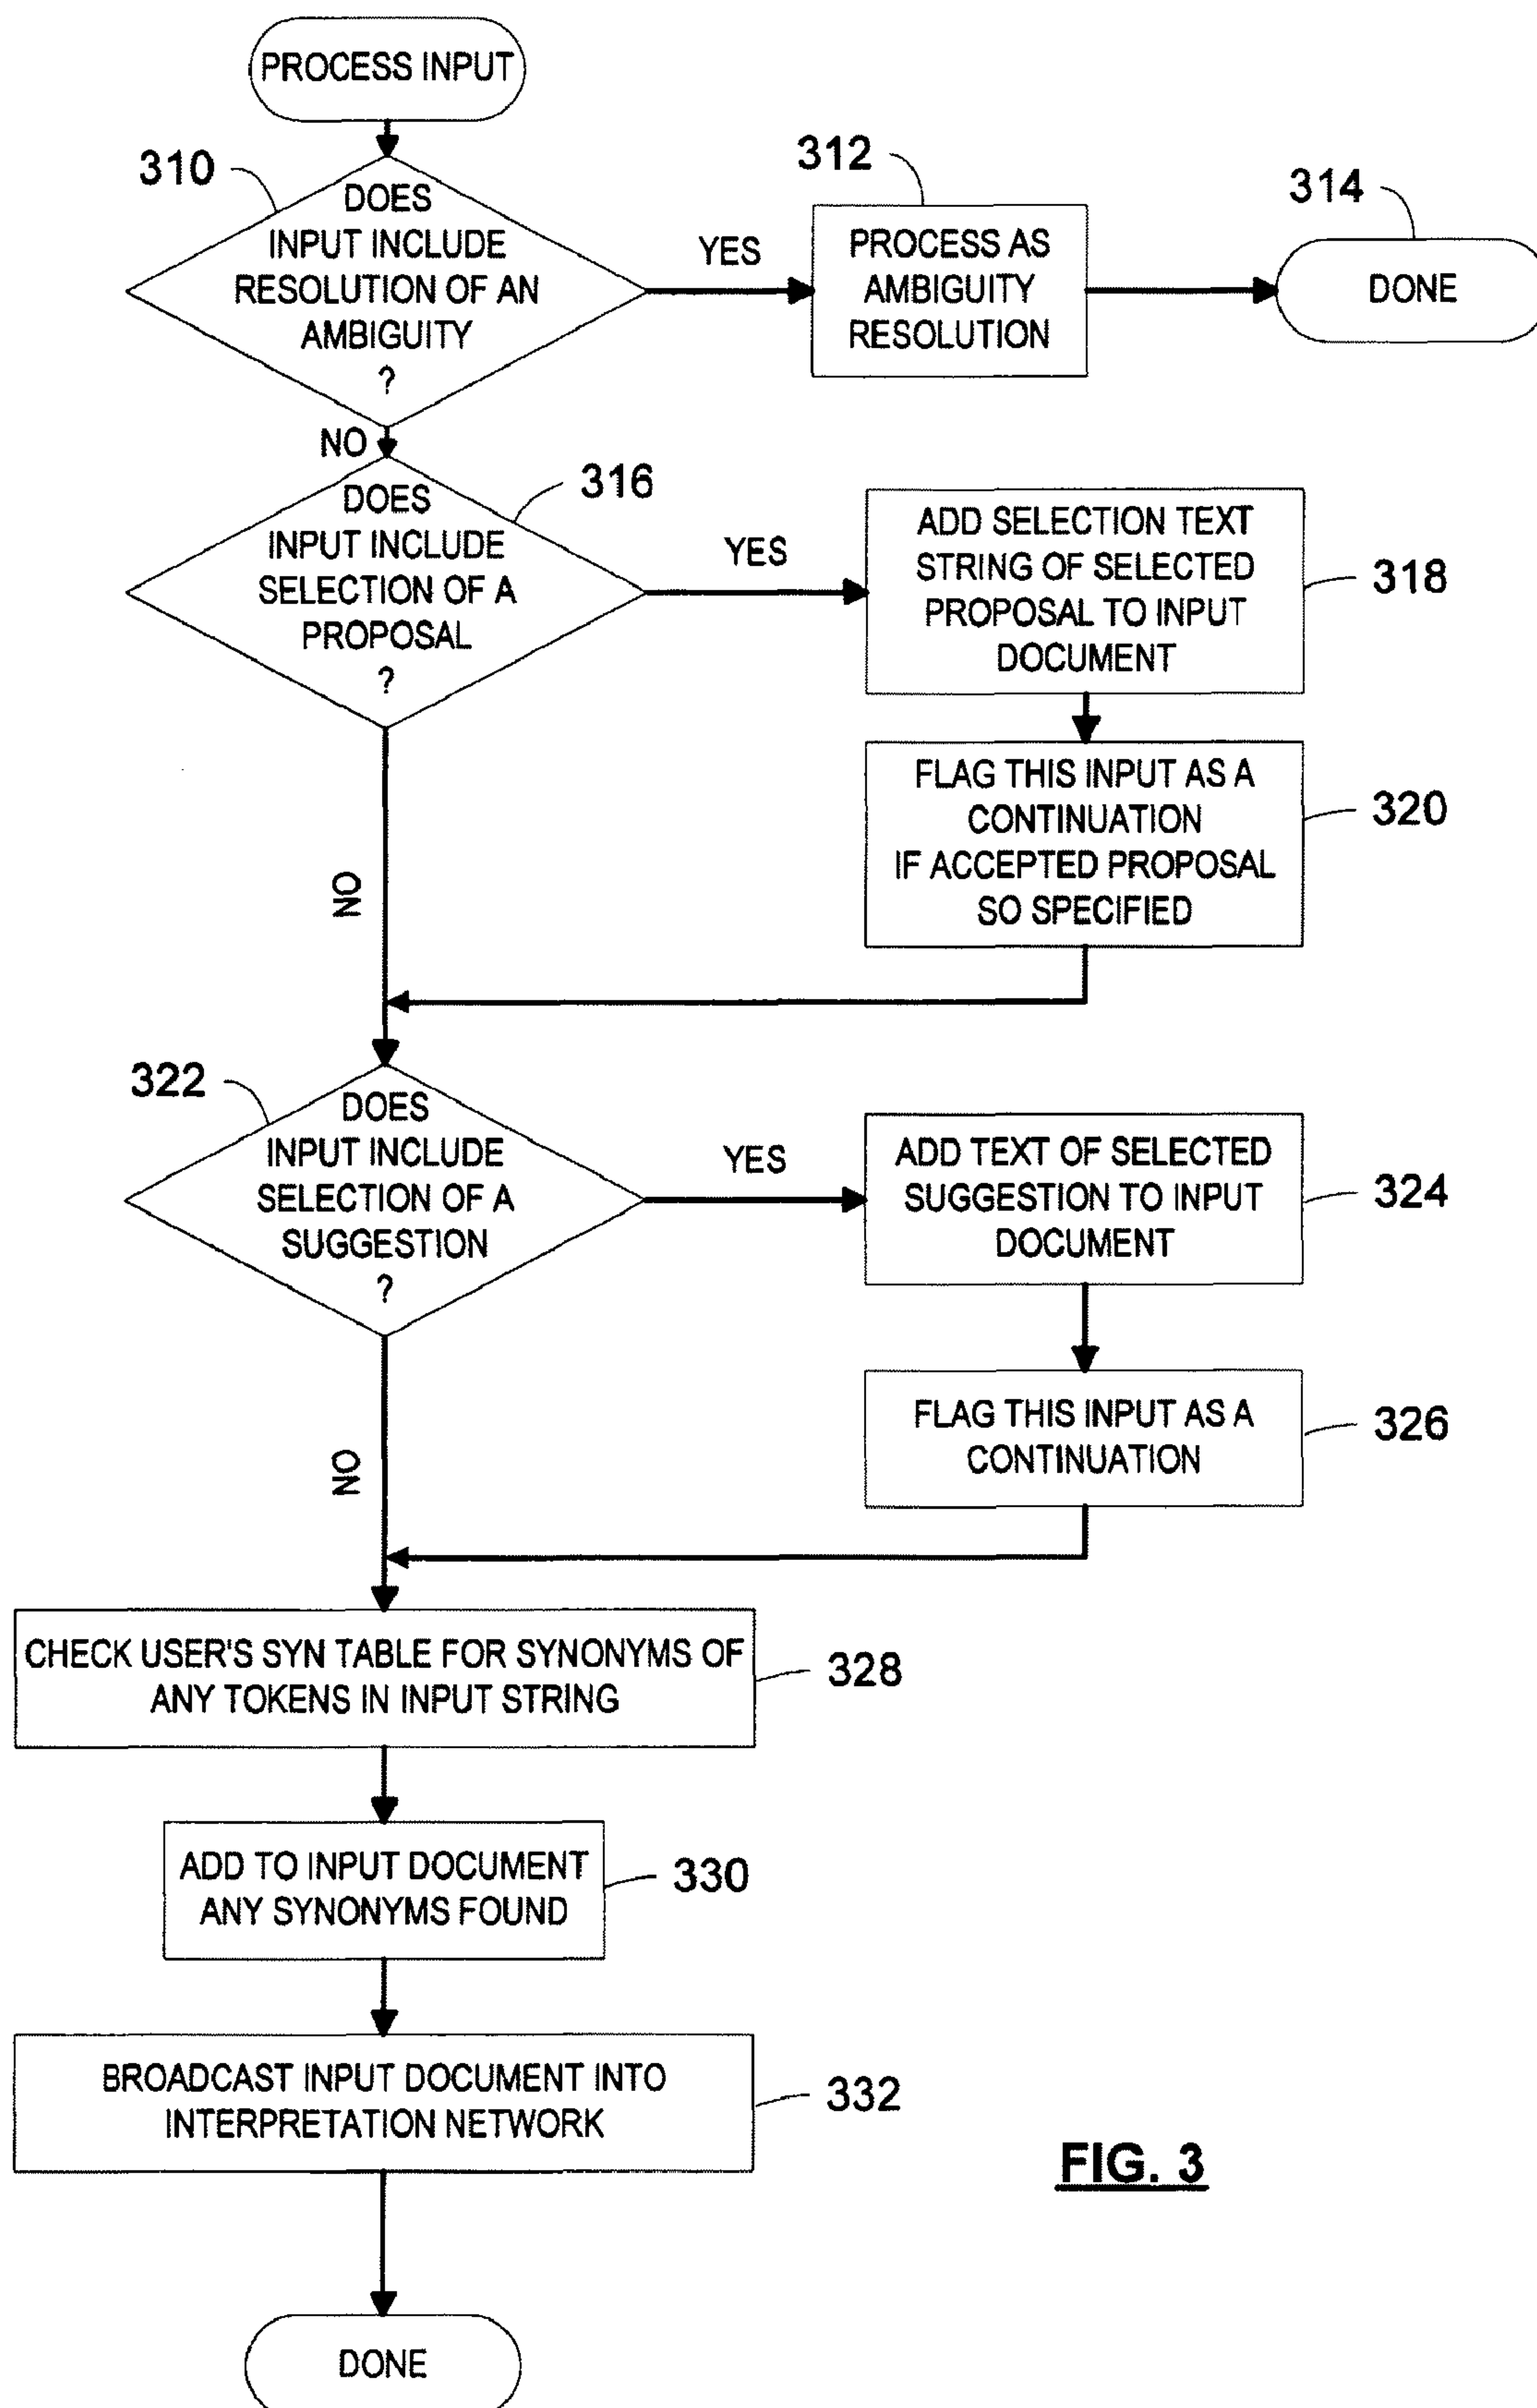 PROCESS INPUT
310
DOES
INPUT INCLUDE
RESOLUTION OF AN
AMBIGUITY
?
YES
312
PROCESS AS
AMBIGUITY
RESOLUTION
314
DONE
NO
316
DOES
INPUT INCLUDE
SELECTION OF A
PROPOSAL
?
YES
ADD SELECTION TEXT
STRING OF SELECTED
PROPOSAL TO INPUT
DOCUMENT
318
FLAG THIS INPUT AS A
CONTINUATION
IF ACCEPTED PROPOSAL
SO SPECIFIED
320
NO
322
DOES
INPUT INCLUDE
SELECTION OF A
SUGGESTION
?
YES
ADD TEXT OF SELECTED
SUGGESTION TO INPUT
DOCUMENT
324
FLAG THIS INPUT AS A
CONTINUATION
326
NO
CHECK USER'S SYN TABLE FOR SYNONYMS OF
ANY TOKENS IN INPUT STRING
328
ADD TO INPUT DOCUMENT
ANY SYNONYMS FOUND
330
BROADCAST INPUT DOCUMENT INTO
INTERPRETATION NETWORK
332
FIG. 3
DONE